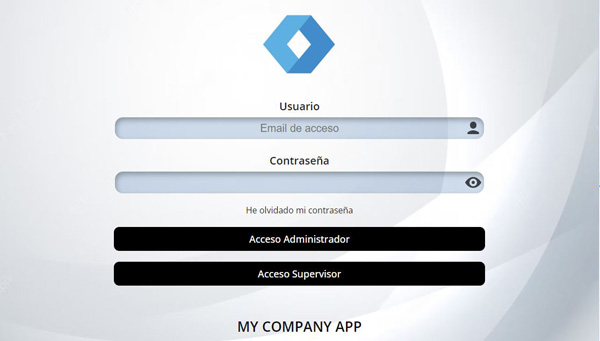 Usuario
Email de acceso
Contraseña
He olvidado mi contraseña
Acceso Administrador
Acceso Supervisor
MY COMPANY APP